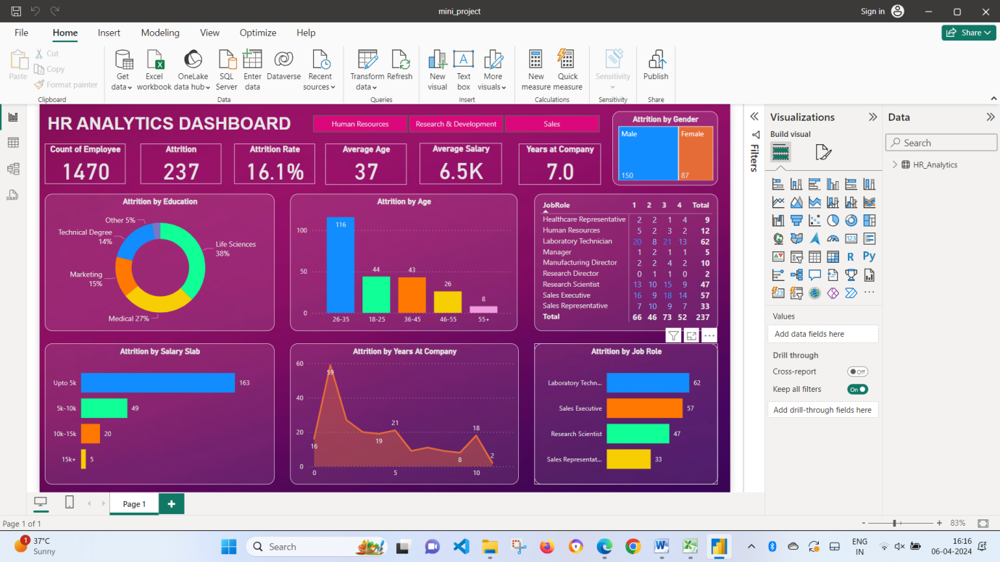 mini_project
Sign in
File Home Insert Modeling View Optimize Help
Share
Paste
Cut
Copy
Format painter
Clipboard
Get data
Excel workbook
OneLake data hub
SQL Server
Enter data
Dataverse
Recent sources
Data
Transform data
Refresh
Queries
New visual
Text box
More visuals
Insert
New measure
Quick measure
Calculations
Sensitivity
Sensitivity
Publish
Share
HR ANALYTICS DASHBOARD
Human Resources
Research & Development
Sales
Count of Employee
1470
Attrition
237
Attrition Rate
16.1%
Average Age
37
Average Salary
6.5K
Years at Company
7.0
Attrition by Gender
Male
Female
150
87
Attrition by Education
Other 5%
Technical Degree
14%
Life Sciences
38%
Marketing
15%
Medical 27%
Attrition by Age
100
50
0
116
44
43
26
8
26-35 18-25 36-45 46-55 55+
JobRole 1 2 3 4 Total
Healthcare Representative 2 2 1 4 9
Human Resources 5 2 3 2 12
Laboratory Technician 20 8 21 13 62
Manager 1 2 1 1 5
Manufacturing Director 2 2 4 2 10
Research Director 0 1 1 0 2
Research Scientist 13 10 15 9 47
Sales Executive 16 9 18 14 57
Sales Representative 7 10 9 7 33
Total 66 46 73 52 237
Attrition by Salary Slab
Upto 5k 163
5k-10k 49
10k-15k 20
15k+ 5
Attrition by Years At Company
60
40
20
0
59
16
19
21
8
18
2
0 5 10
Attrition by Job Role
Laboratory Techn... 62
Sales Executive 57
Research Scientist 47
Sales Representat... 33
Filters
Visualizations
Build visual
123
R
Py
123
Values
Add data fields here
Drill through
Cross-report
Off
Keep all filters
On
Add drill-through fields here
Data
Search
HR_Analytics
DAX
Page 1
+
Page 1 of 1
- + 83%
1
37°C
Sunny
Search
ENG
IN
16:16
06-04-2024